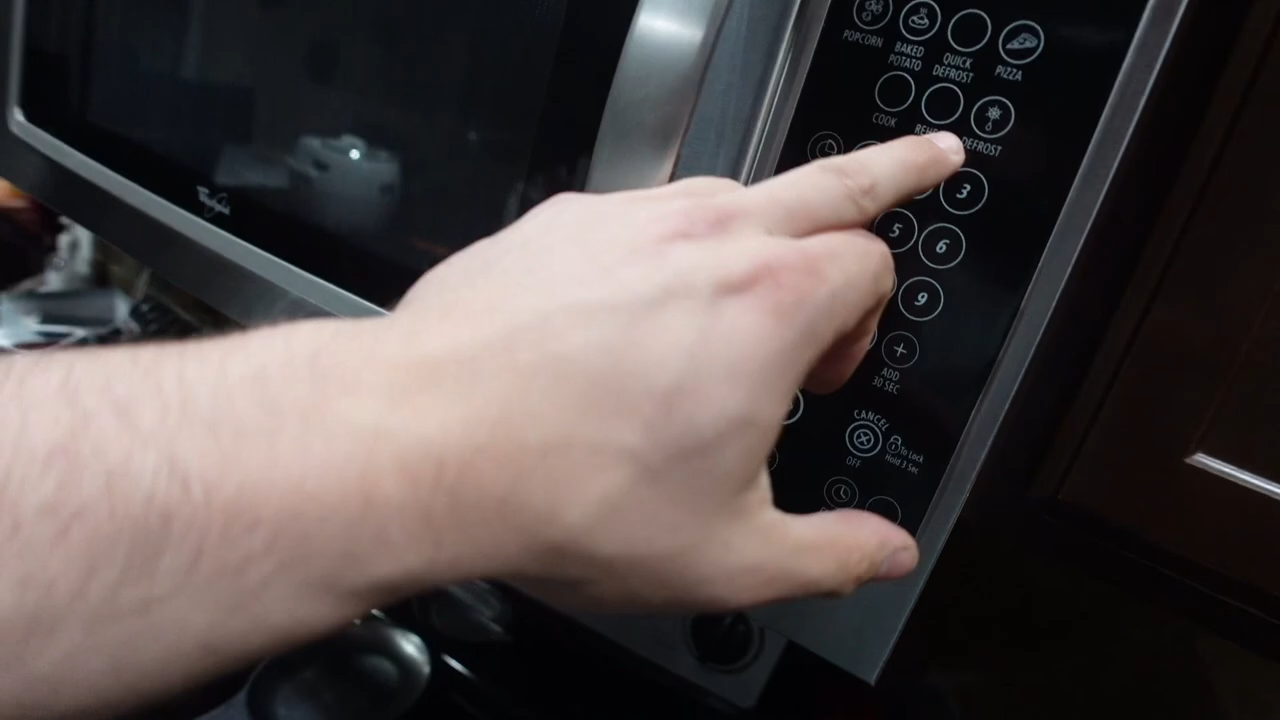 POPCORN
BAKED
POTATO
QUICK
DEFROST
PIZZA
COOK
DEFROST
3
5
6
9
ADD
30 SEC
CANCEL
To Lock
Hold 3 Sec
OFF
Whirlpool